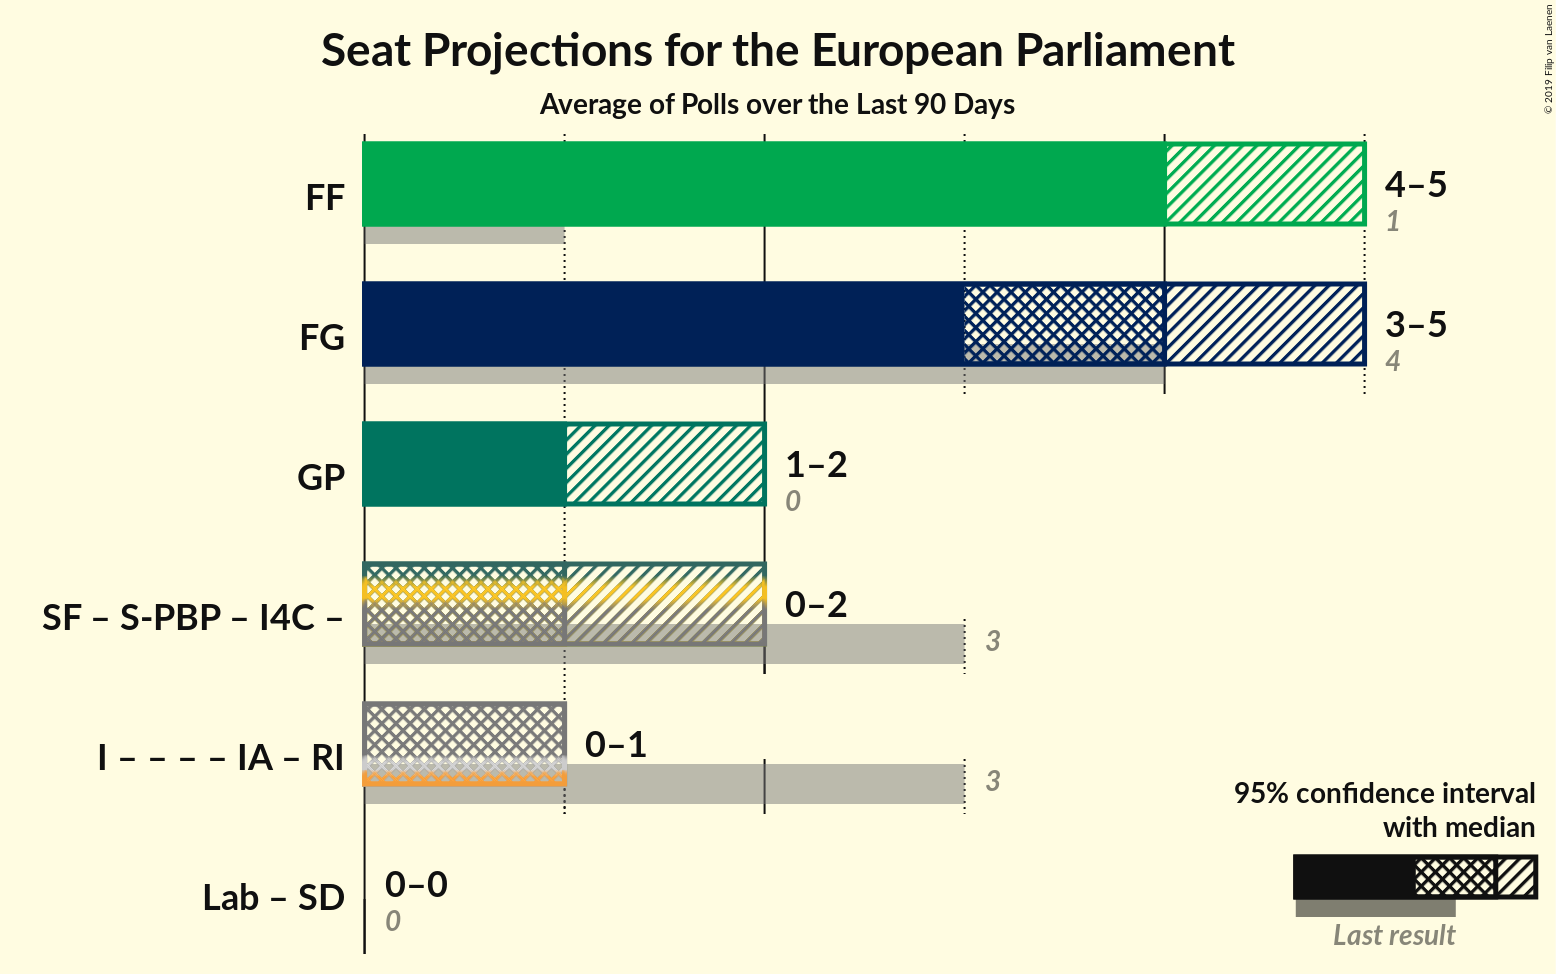 Seat Projections for the European Parliament
Average of Polls over the Last 90 Days
© 2019 Filip van Laenen
FF
4–5
1
FG
3–5
4
GP
1–2
0
SF – S-PBP – I4C –
0–2
3
I – – – – IA – RI
0–1
3
Lab – SD
0–0
0
95% confidence interval
with median
Last result